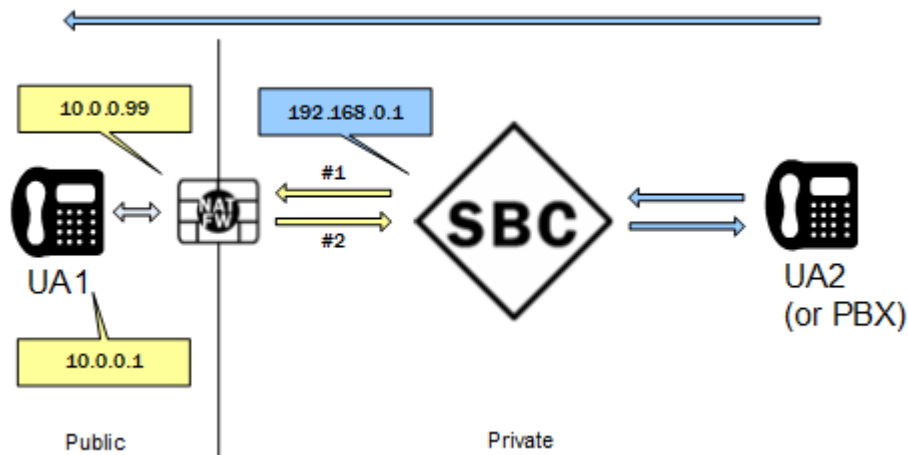 10.0.0.99
192.168.0.1
#1
NAT
FW
SBC
#2
UA1
UA2
(or PBX)
10.0.0.1
Public
Private